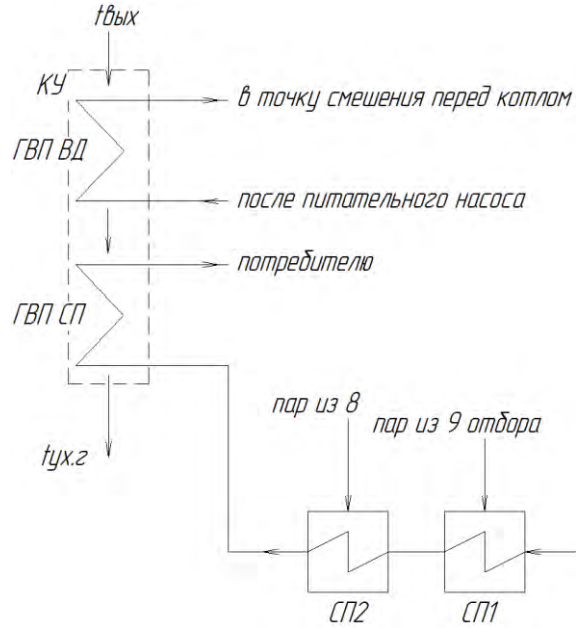 tвых
КУ
в точку смешения перед котлом
ГВП ВД
после питательного насоса
потребителю
ГВП СП
пар из 8
пар из 9 отбора
tух.г
СП2
СП1